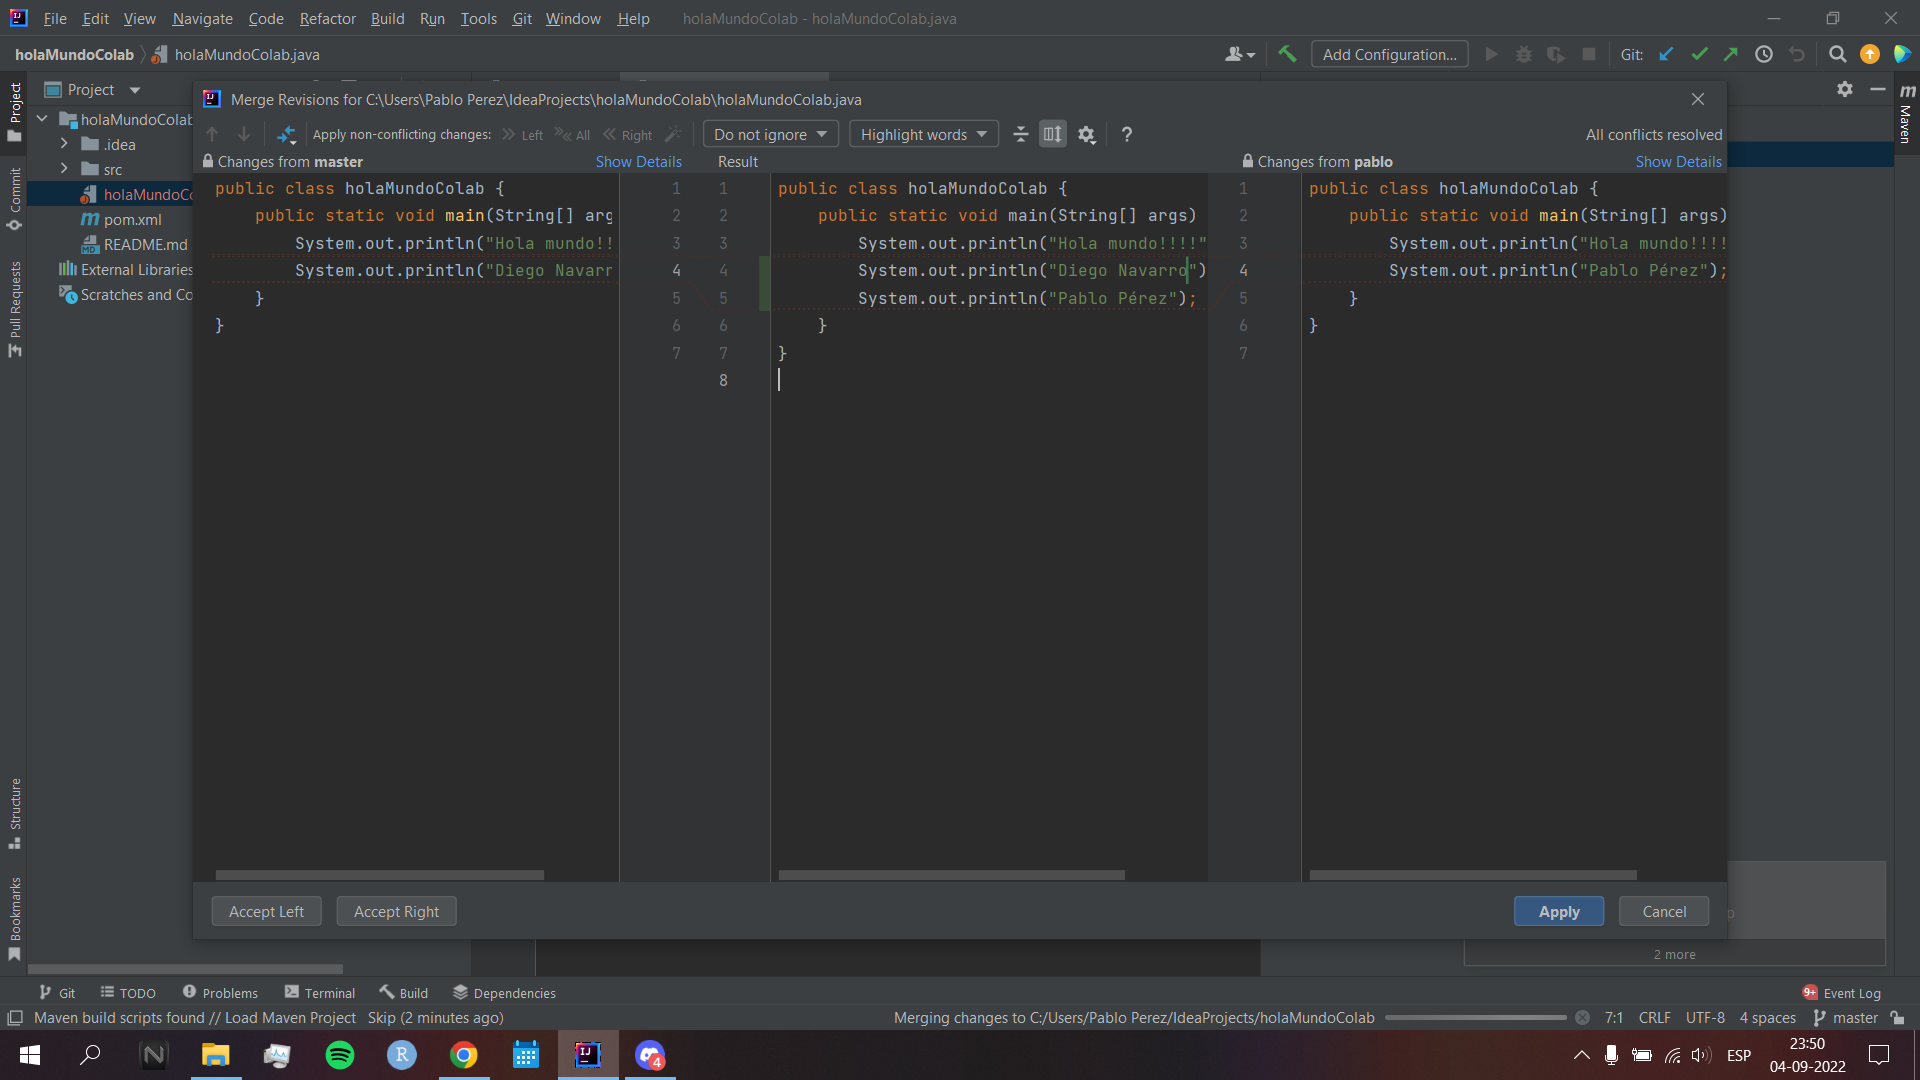 File Edit View Navigate Code Refactor Build Run Tools Git Window Help holaMundoColab - holaMundoColab.java
holaMundoColab holaMundoColab.java Add Configuration... Git:
Project
Merge Revisions for C:\Users\Pablo Perez\IdeaProjects\holaMundoColab\holaMundoColab.java
Apply non-conflicting changes: Left All Right Do not ignore Highlight words ? All conflicts resolved
Changes from master Show Details Result Changes from pablo Show Details
Project
Commit
Pull Requests
Structure
Bookmarks
m Maven
holaMundoColab
.idea
src
holaMundoCo
pom.xml
README.md
External Libraries
Scratches and Co
public class holaMundoColab { 1
public static void main(String[] arg 2
System.out.println("Hola mundo!! 3
System.out.println("Diego Navarr 4
} 5
} 6
7
1 public class holaMundoColab {
2 public static void main(String[] args)
3 System.out.println("Hola mundo!!!!"
4 System.out.println("Diego Navarro")
5 System.out.println("Pablo Pérez");
6 }
7 }
8
1 public class holaMundoColab {
2 public static void main(String[] args)
3 System.out.println("Hola mundo!!!!
4 System.out.println("Pablo Pérez");
5 }
6 }
7
Accept Left Accept Right Apply Cancel
2 more
Git TODO Problems Terminal Build Dependencies 9+ Event Log
Maven build scripts found // Load Maven Project Skip (2 minutes ago) Merging changes to C:/Users/Pablo Perez/IdeaProjects/holaMundoColab 7:1 CRLF UTF-8 4 spaces master
4 ESP 23:50
04-09-2022